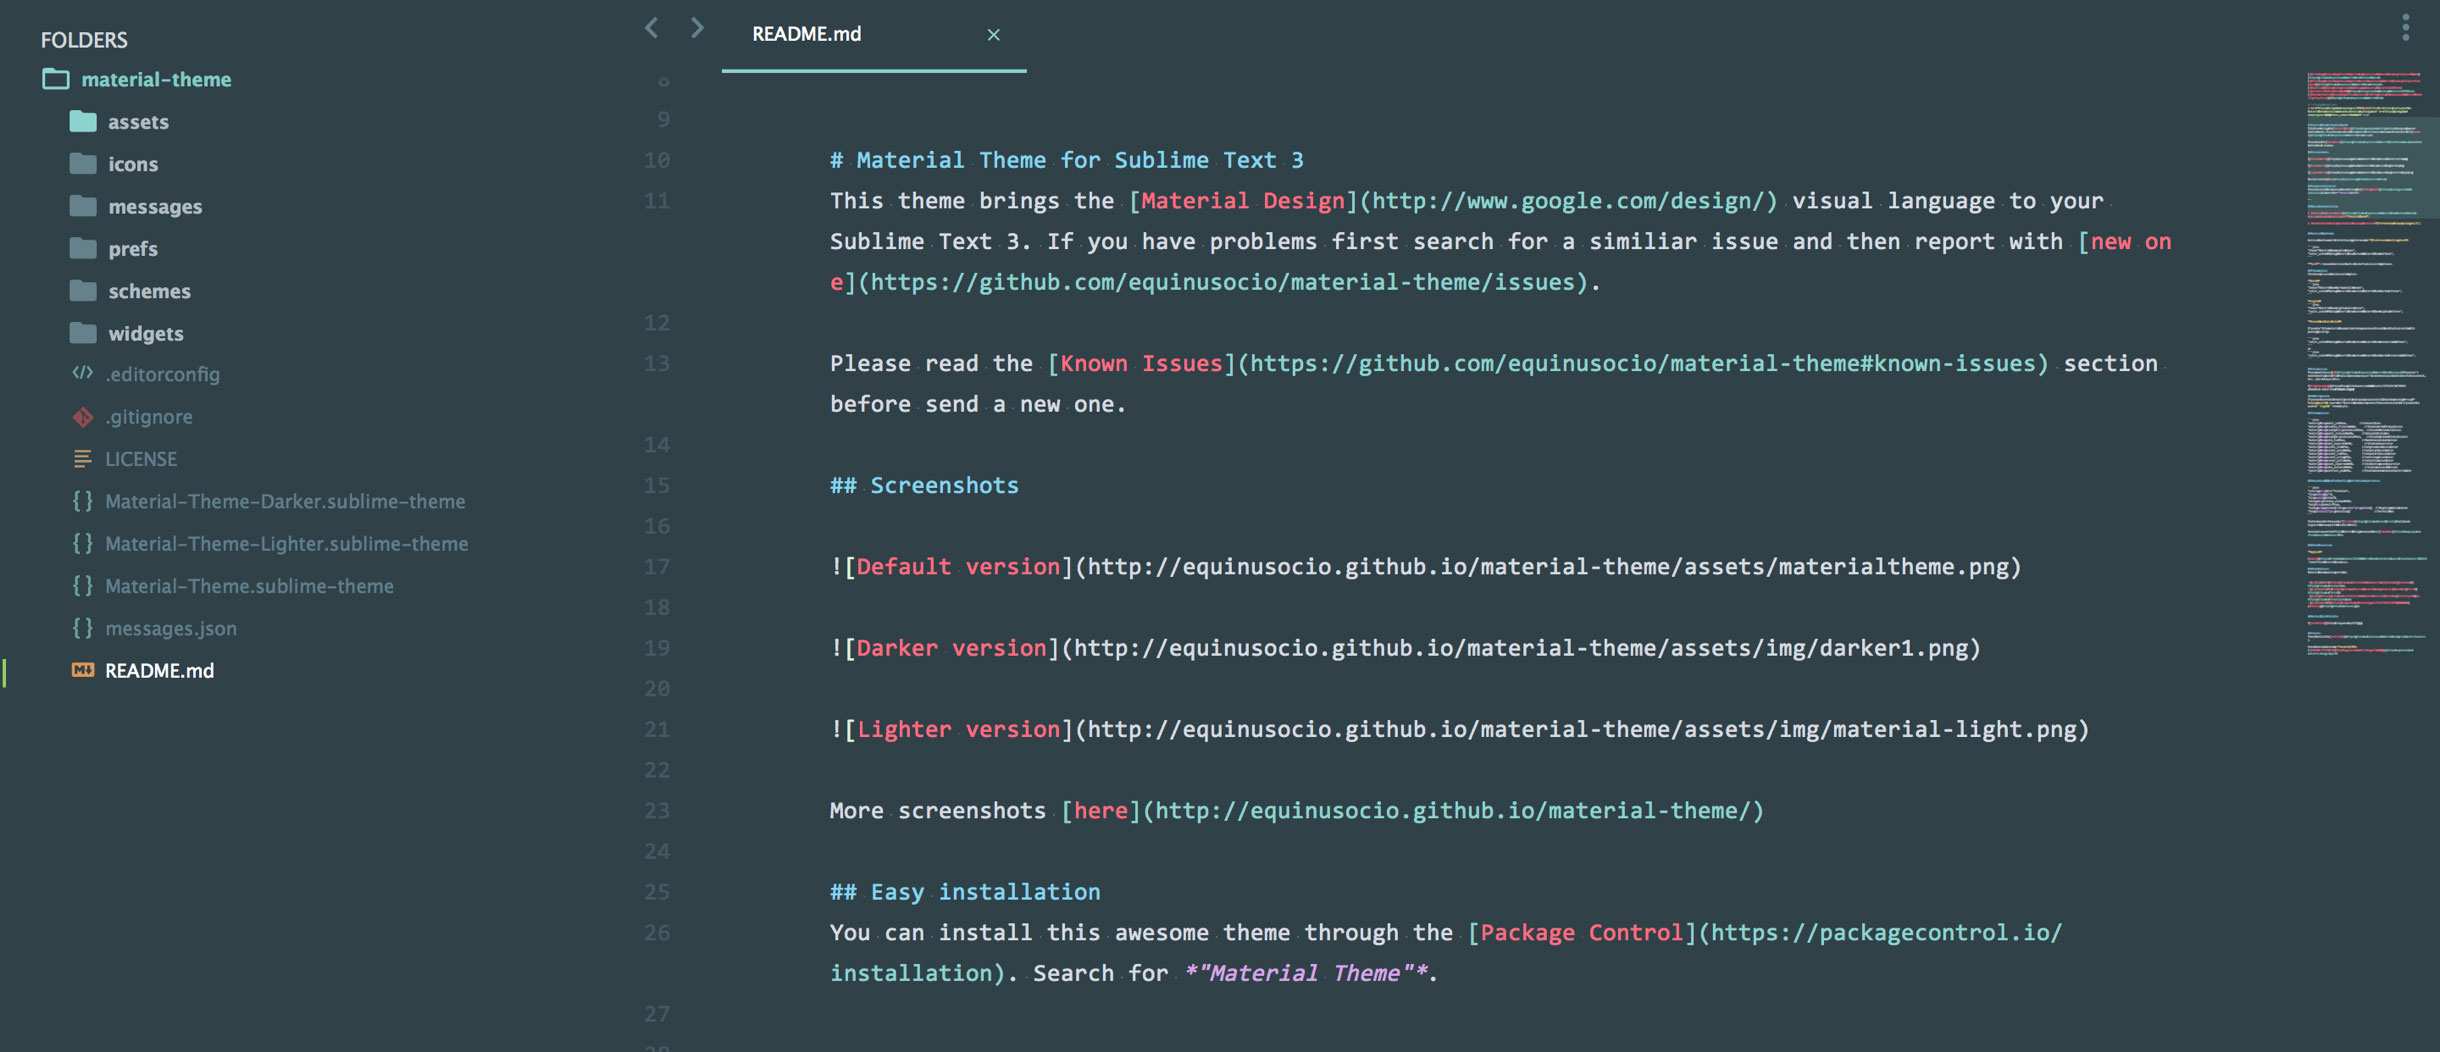 FOLDERS
material-theme
assets
icons
messages
prefs
schemes
widgets
.editorconfig
.gitignore
LICENSE
Material-Theme-Darker.sublime-theme
Material-Theme-Lighter.sublime-theme
Material-Theme.sublime-theme
messages.json
README.md
README.md ×
8
9
10 # Material Theme for Sublime Text 3
11 This theme brings the [Material Design](http://www.google.com/design/) visual language to your
Sublime Text 3. If you have problems first search for a similiar issue and then report with [new on
e](https://github.com/equinusocio/material-theme/issues).
12
13 Please read the [Known Issues](https://github.com/equinusocio/material-theme#known-issues) section
before send a new one.
14
15 ## Screenshots
16
17 ![Default version](http://equinusocio.github.io/material-theme/assets/materialtheme.png)
18
19 ![Darker version](http://equinusocio.github.io/material-theme/assets/img/darker1.png)
20
21 ![Lighter version](http://equinusocio.github.io/material-theme/assets/img/material-light.png)
22
23 More screenshots [here](http://equinusocio.github.io/material-theme/)
24
25 ## Easy installation
26 You can install this awesome theme through the [Package Control](https://packagecontrol.io/
installation). Search for *"Material Theme"*.
27
28